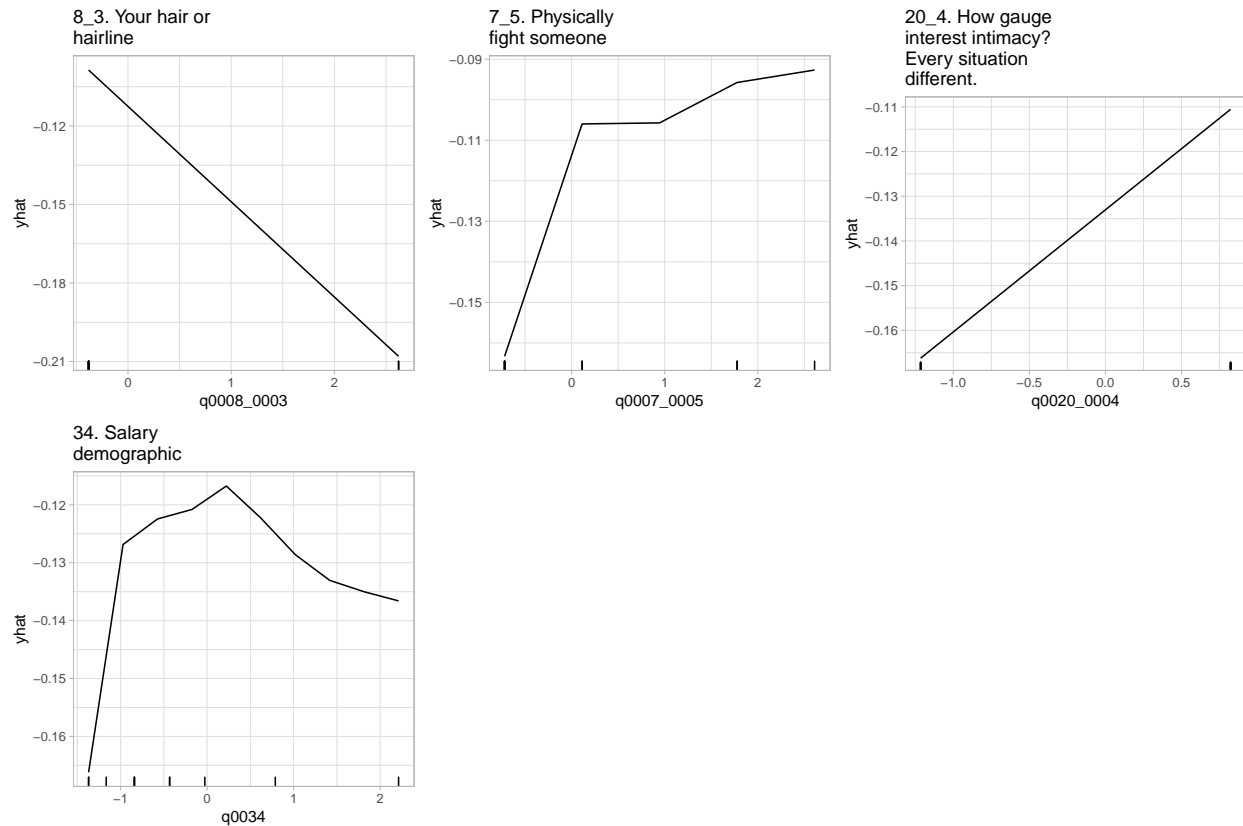 8_3. Your hair or
hairline
−0.12
−0.15
−0.18
−0.21
yhat
0
1
2
q0008_0003
7_5. Physically
fight someone
−0.09
−0.11
−0.13
−0.15
yhat
0
2
q0007_0005
20_4. How gauge
interest intimacy?
Every situation
different.
−0.11
−0.12
−0.13
−0.14
−0.15
−0.16
yhat
−1.0
−0.5
0.0
0.5
q0020_0004
34. Salary
demographic
−0.12
−0.13
−0.14
−0.15
−0.16
yhat
−1
0
1
2
q0034